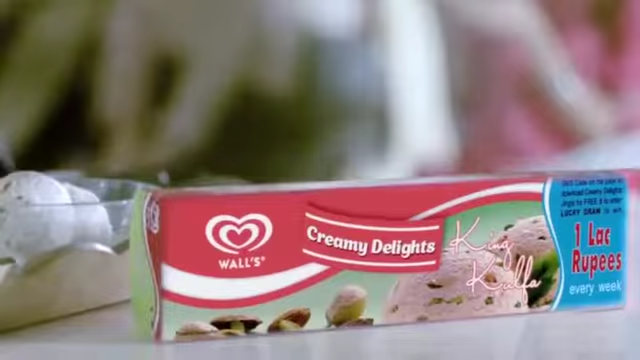 WALL'S®
Creamy Delights
King
Kulfa
LUCKY DRAW
1 Lac
Rupees
every week